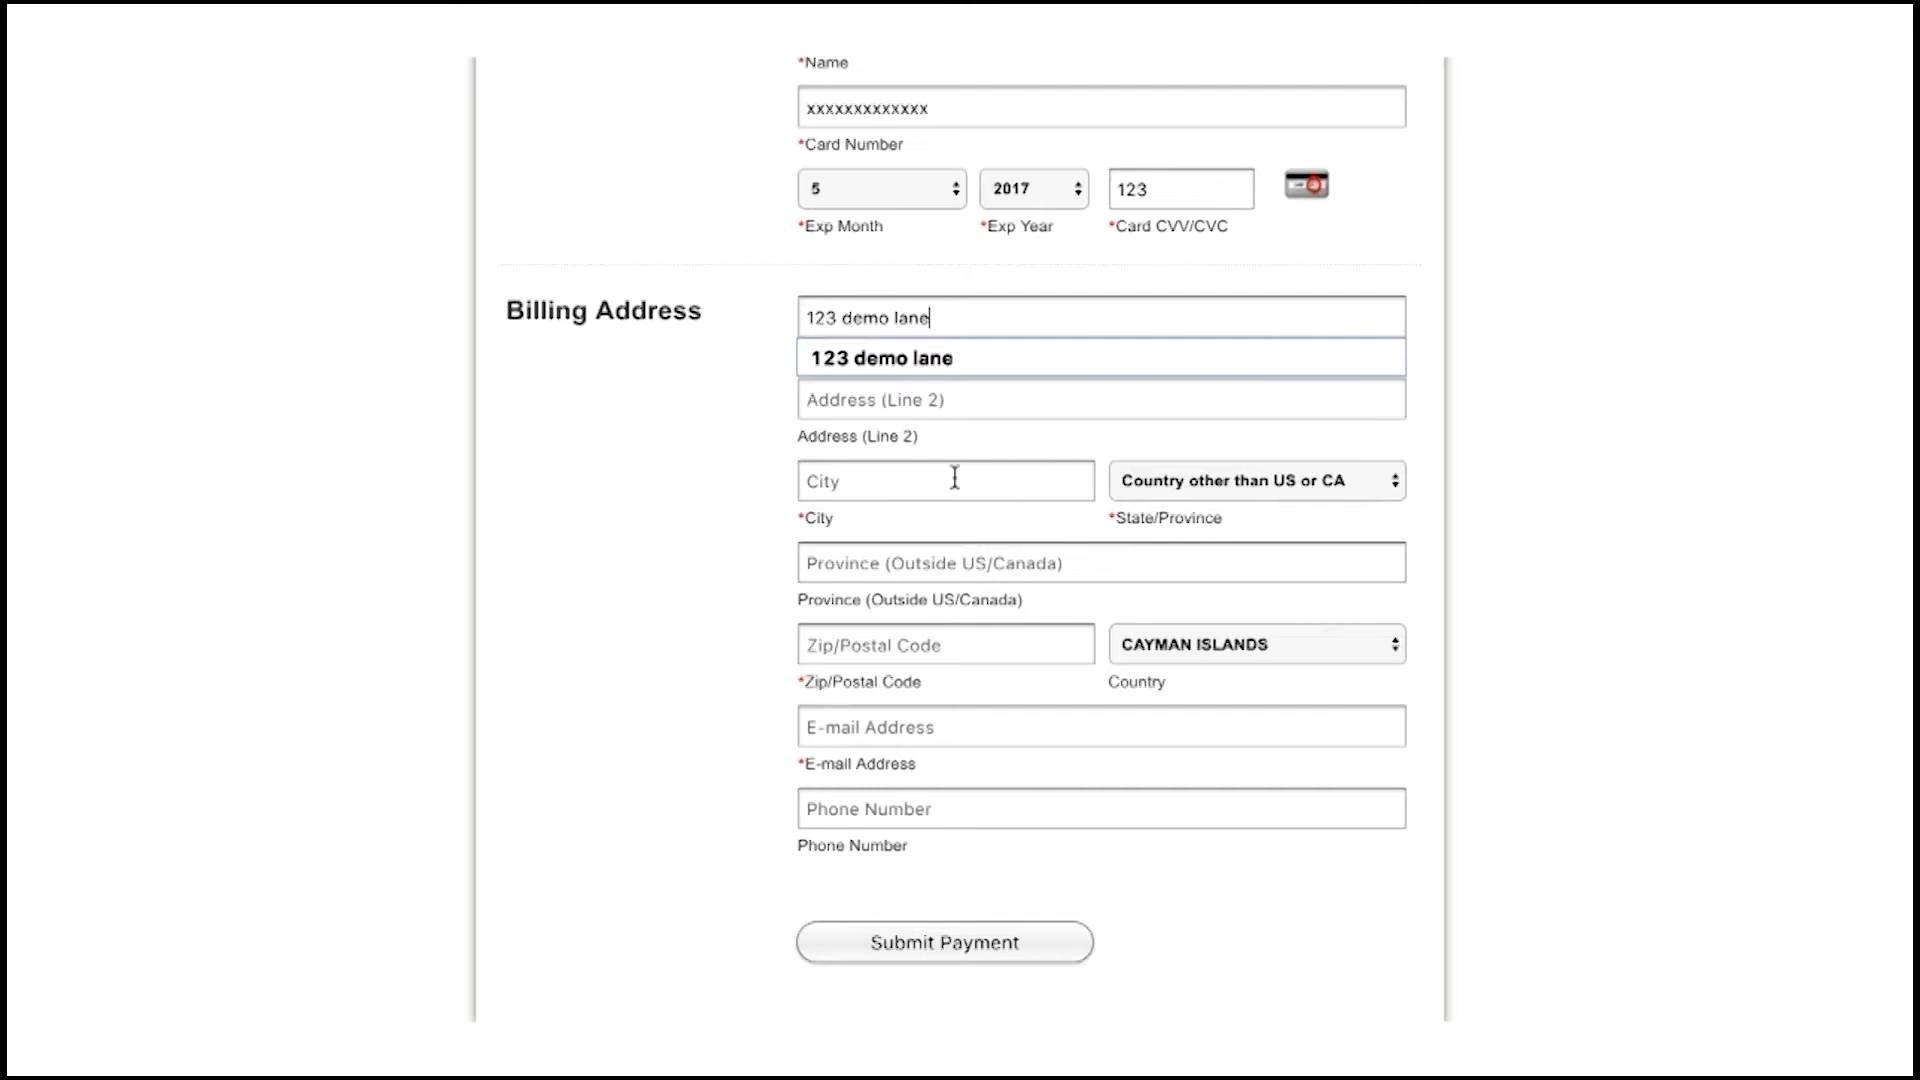 *Name
xxxxxxxxxxxxx
*Card Number
5 2017 123
*Exp Month *Exp Year *Card CVV/CVC
Billing Address
123 demo lane
123 demo lane
Address (Line 2)
Address (Line 2)
City Country other than US or CA
*City *State/Province
Province (Outside US/Canada)
Province (Outside US/Canada)
Zip/Postal Code CAYMAN ISLANDS
*Zip/Postal Code Country
E-mail Address
*E-mail Address
Phone Number
Phone Number
Submit Payment